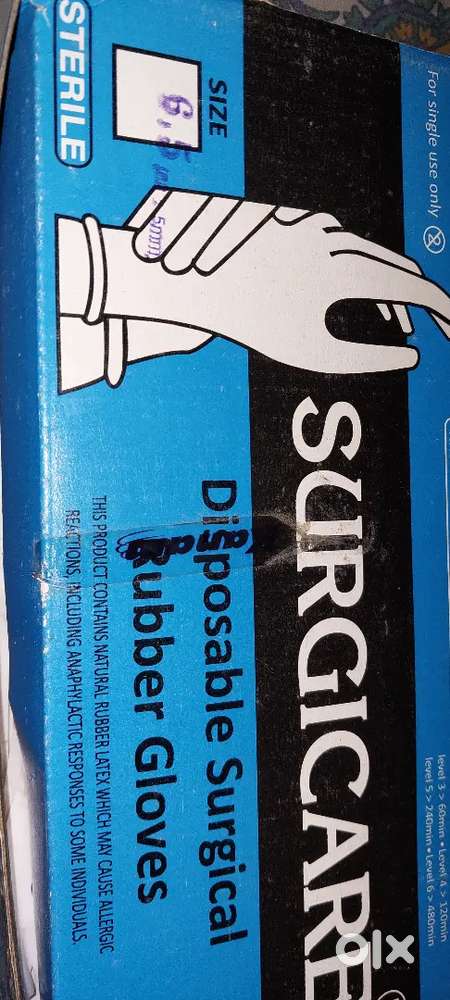 STERILE
SIZE
6,5
For single use only
SURGICARE
Disposable Surgical
Rubber Gloves
THIS PRODUCT CONTAINS NATURAL RUBBER LATEX WHICH MAY CAUSE ALLERGIC
REACTIONS, INCLUDING ANAPHYLACTIC RESPONSES TO SOME INDIVIDUALS.
level 3 > 60min • Level 4 > 120min
level 5 > 240min • Level 6 > 480min
olx